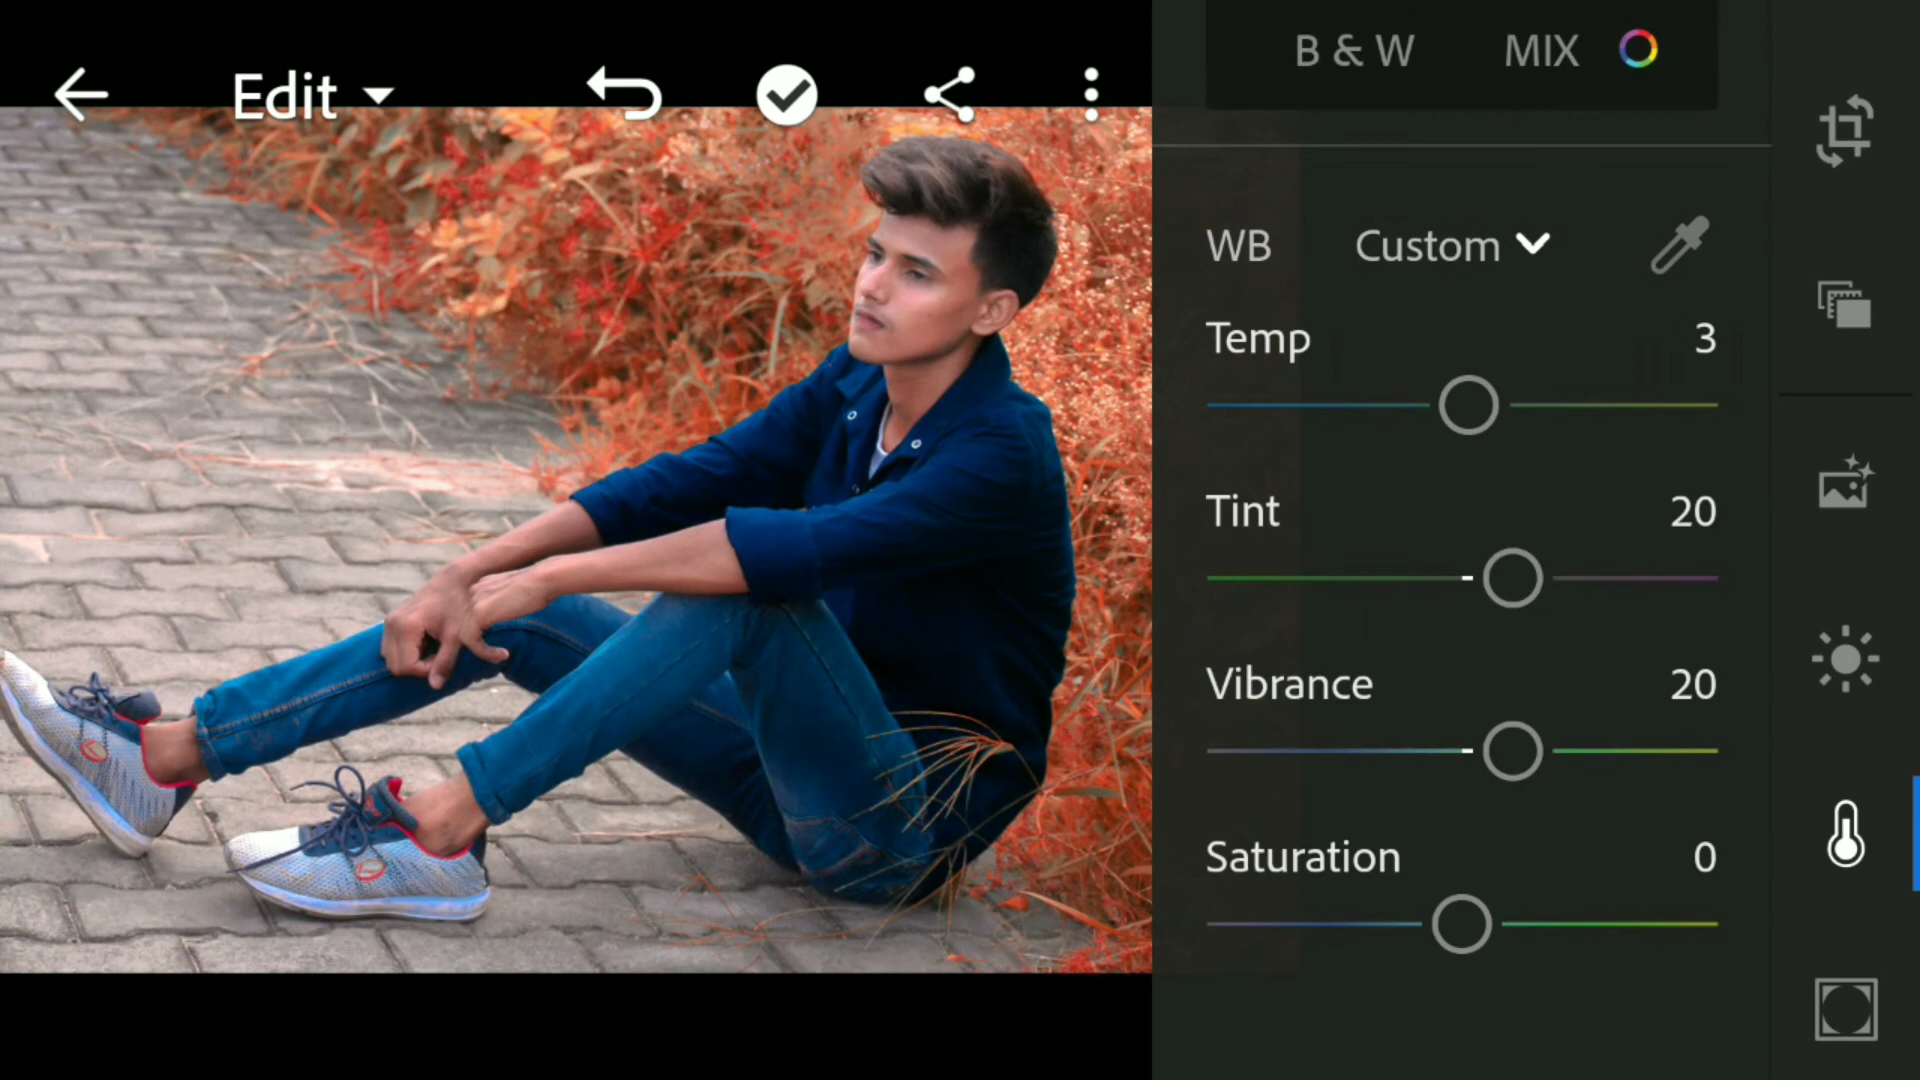 Edit
B & W MIX
WB Custom
Temp 3
Tint 20
Vibrance 20
Saturation 0